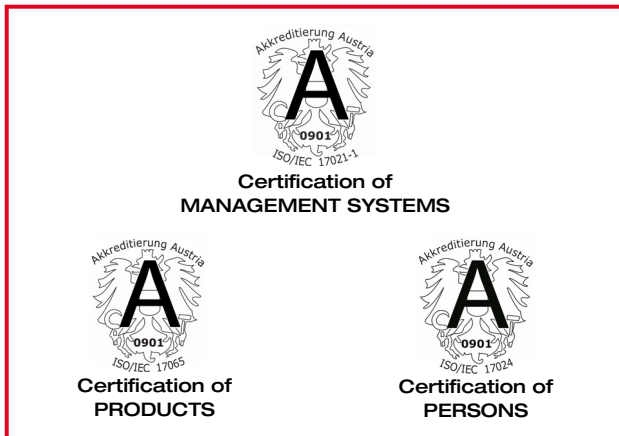 Akkreditierung Austria
A
0901
ISO/IEC 17021-1
Certification of
MANAGEMENT SYSTEMS
Akkreditierung Austria
A
0901
ISO/IEC 17065
Certification of
PRODUCTS
Akkreditierung Austria
A
0901
ISO/IEC 17024
Certification of
PERSONS